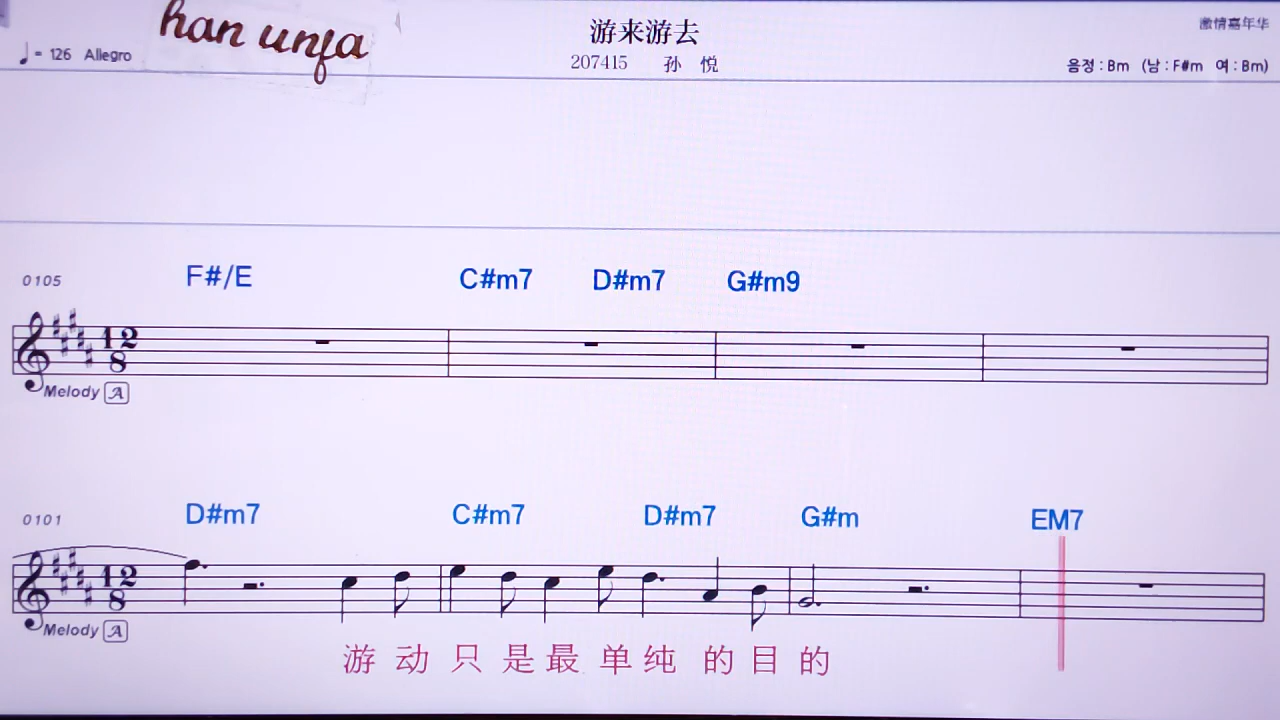 han unfa
游来游去
激情嘉年华
♩= 126 Allegro
207415 孙 悦
음정 : Bm (남 : F#m 여 : Bm)
0105
F#/E C#m7 D#m7 G#m9
12
8
Melody A
0101
D#m7 C#m7 D#m7 G#m EM7
12
8
Melody A
游 动 只 是 最 单 纯 的 目 的